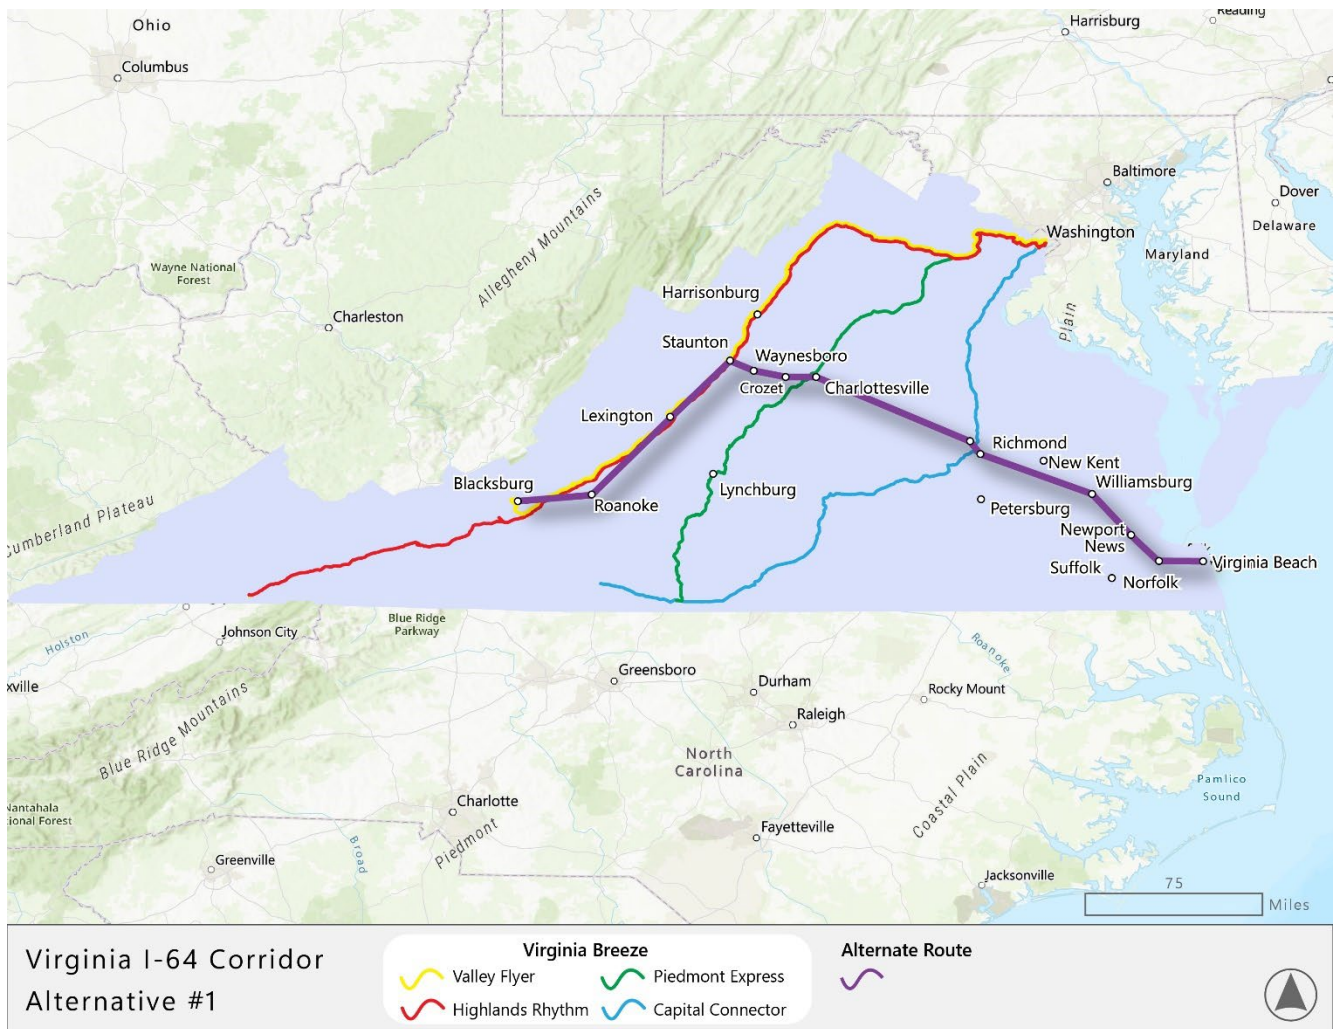 Ohio
Harrisburg
Reading
Columbus
Baltimore
Dover
Delaware
Washington
Maryland
Wayne National
Forest
Allegheny Mountains
Harrisonburg
Charleston
Plain
Staunton
Waynesboro
Crozet
Charlottesville
Lexington
Richmond
New Kent
Blacksburg
Roanoke
Lynchburg
Williamsburg
Petersburg
Cumberland Plateau
Newport
News
Suffolk
Norfolk
Virginia Beach
Blue Ridge
Parkway
Johnson City
Holston
Roanoke
Greensboro
Durham
Rocky Mount
Raleigh
xville
Blue Ridge Mountains
North
Carolina
Coastal Plain
Pamlico
Sound
Nantahala
ional Forest
Charlotte
Piedmont
Fayetteville
Broad
Greenville
Jacksonville
75
Miles
Virginia I-64 Corridor
Alternative #1
Virginia Breeze
Valley Flyer
Piedmont Express
Highlands Rhythm
Capital Connector
Alternate Route